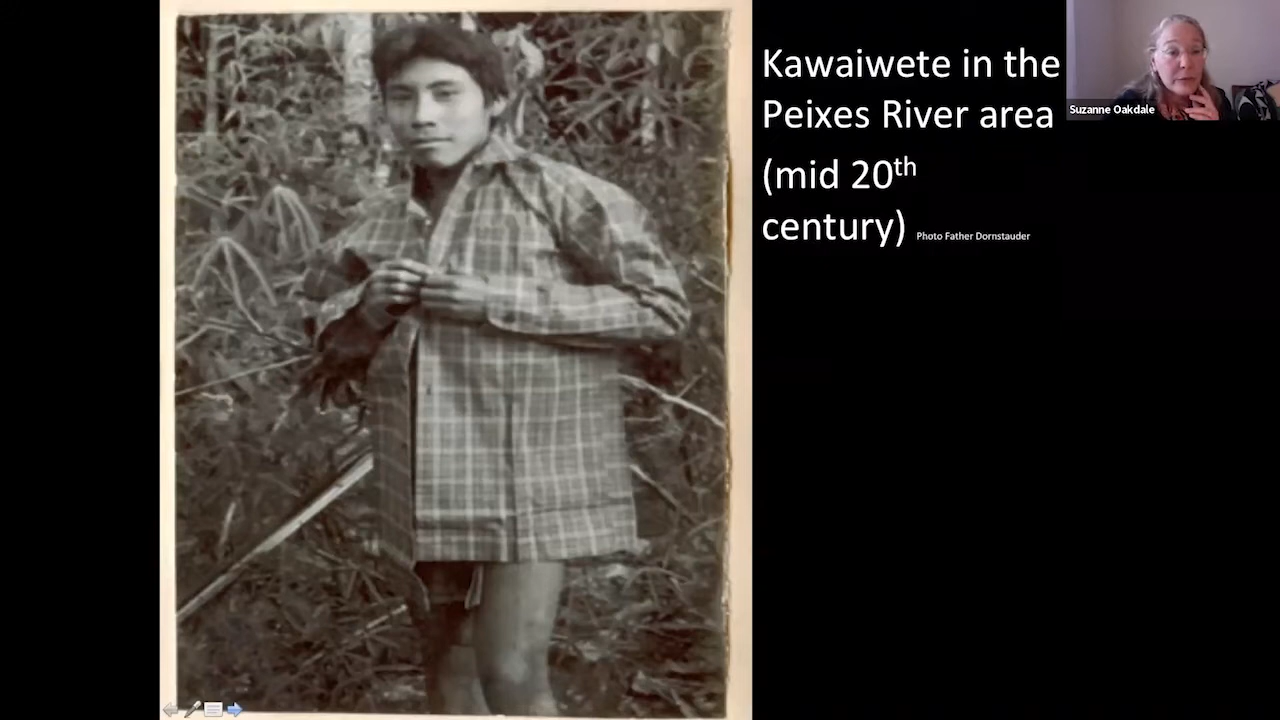 Kawaiwete in the
Peixes River area
(mid 20th
century) Photo Father Dornstauder
Suzanne Oakdale